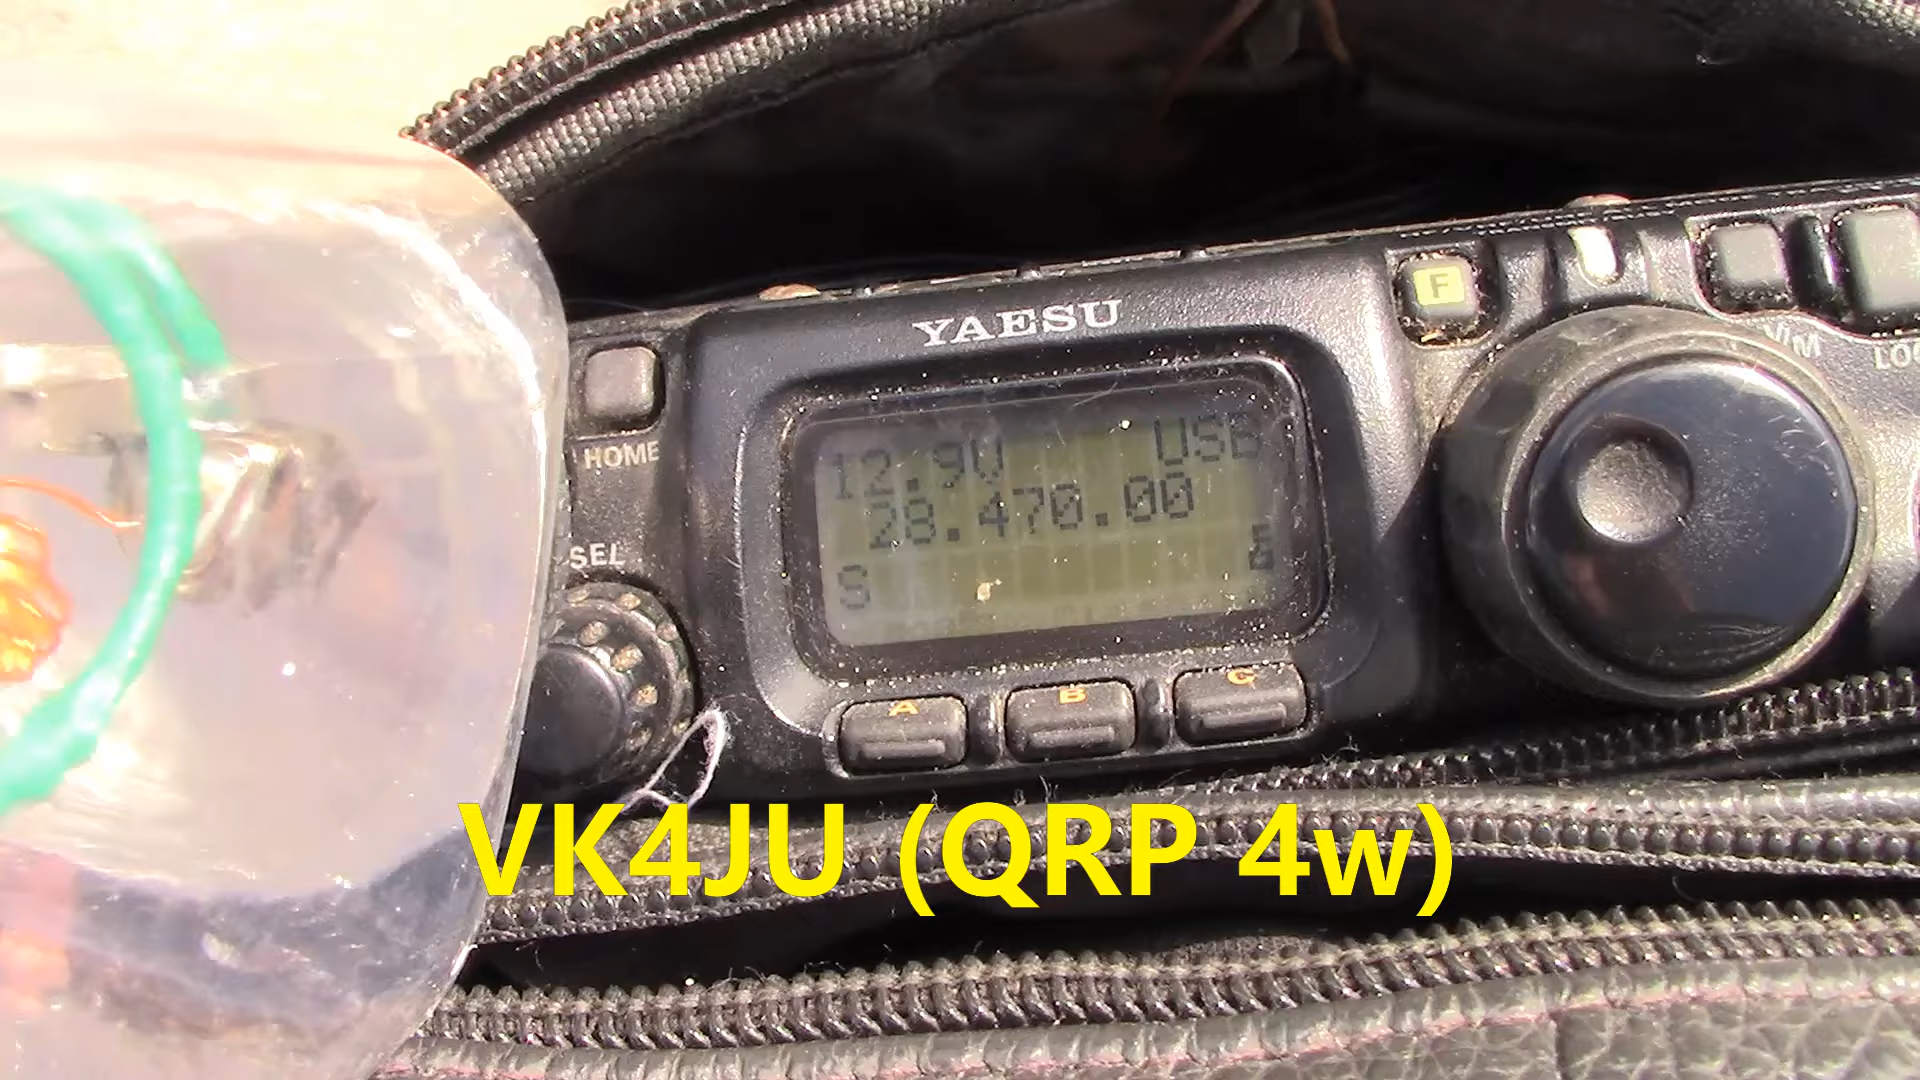 YAESU
F
V/M
HOME
12.9V
USB
28.470.00
SEL
S
A
B
C
VK4JU (QRP 4w)